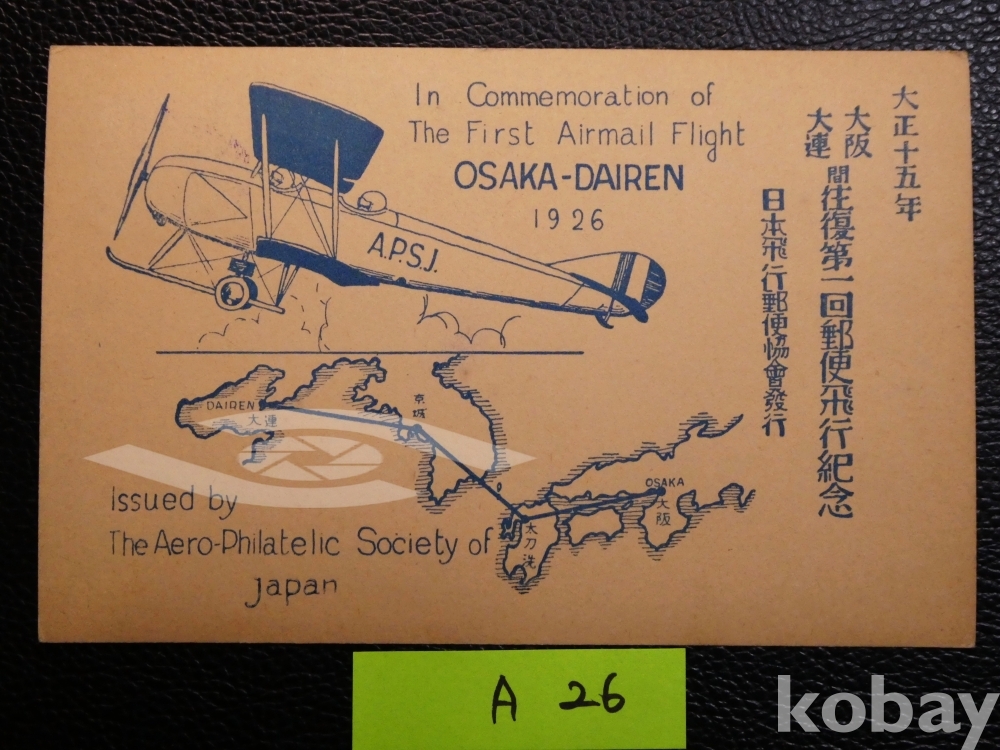 In Commemoration of
The First Airmail Flight
OSAKA-DAIREN
1926
A.P.S.J.
大正十五年
大阪
大連
間往復第一回郵便飛行紀念
日本飛行郵便協會發行
DAIREN
大連
京城
OSAKA
大阪
太刀洗
Issued by
The Aero-Philatelic Society of
Japan
A 26
kobay